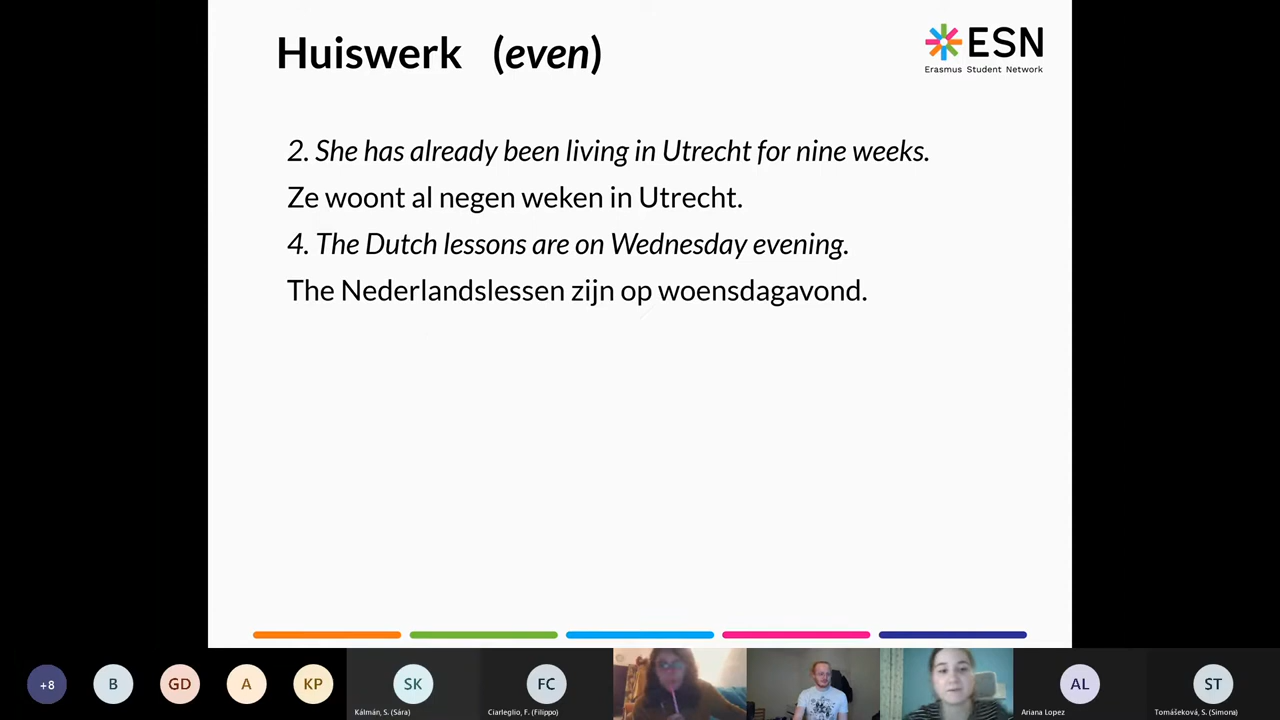 Huiswerk (even)
ESN
Erasmus Student Network
2. She has already been living in Utrecht for nine weeks.
Ze woont al negen weken in Utrecht.
4. The Dutch lessons are on Wednesday evening.
The Nederlandslessen zijn op woensdagavond.
+8
B
GD
A
KP
SK
FC
AL
ST
Kálmán, S. (Sára)
Ciarleglio, F. (Filippo)
Ariana Lopez
Tomášeková, S. (Simona)